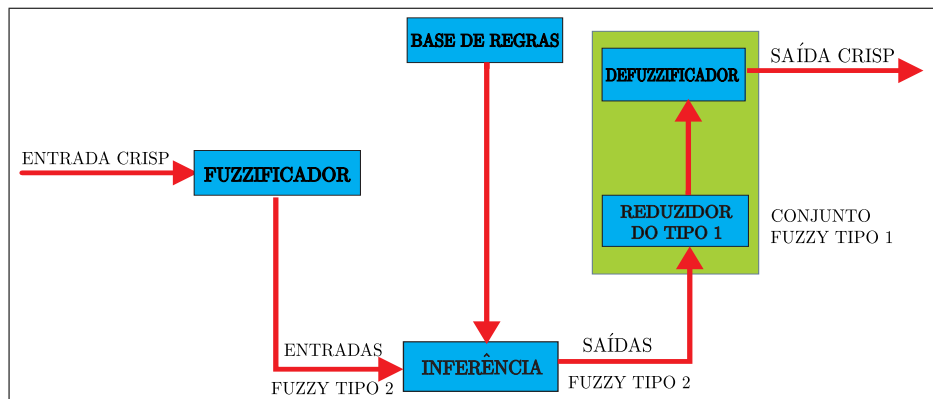 BASE DE REGRAS
SAÍDA CRISP
DEFUZZIFICADOR
ENTRADA CRISP
FUZZIFICADOR
REDUZIDOR
DO TIPO 1
CONJUNTO
FUZZY TIPO 1
ENTRADAS
FUZZY TIPO 2
INFERÊNCIA
SAÍDAS
FUZZY TIPO 2